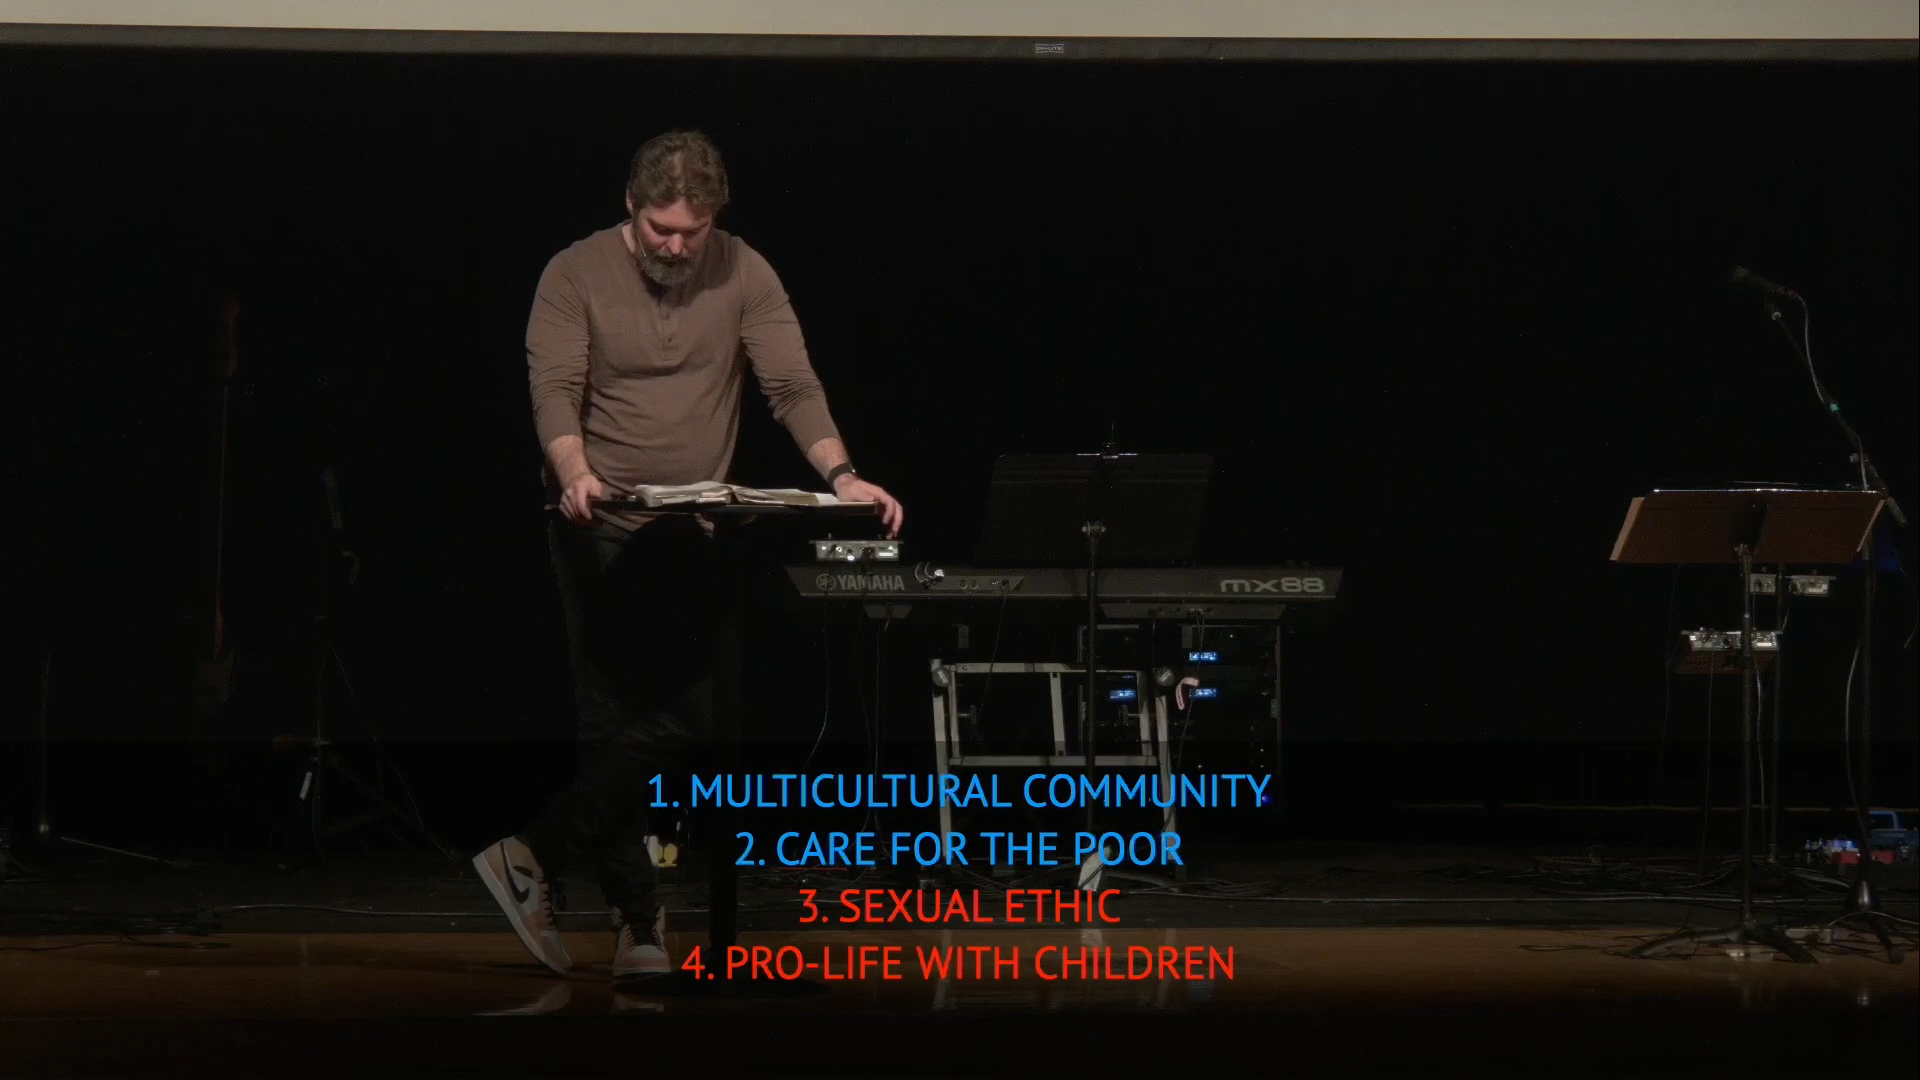 YAMAHA
mx88
1. MULTICULTURAL COMMUNITY
2. CARE FOR THE POOR
3. SEXUAL ETHIC
4. PRO-LIFE WITH CHILDREN